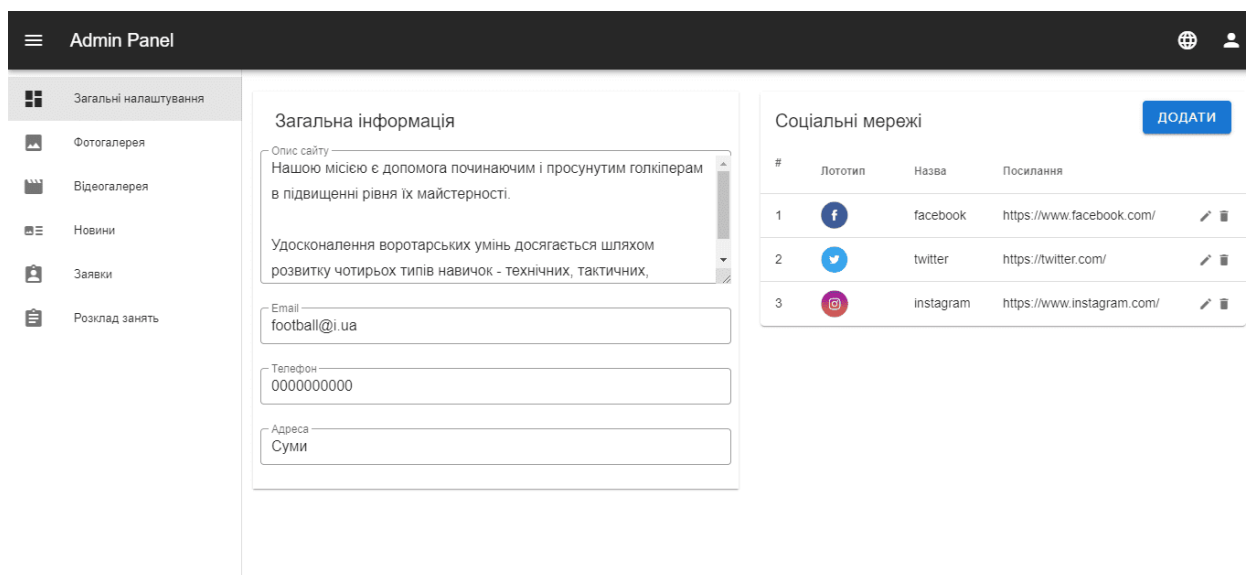 Admin Panel
Загальні налаштування
Фотогалерея
Відеогалерея
Новини
Заявки
Розклад занять
Загальна інформація
Опис сайту
Нашою місією є допомога починаючим і просунутим голкіперам
в підвищенні рівня їх майстерності.
Удосконалення воротарських умінь досягається шляхом
розвитку чотирьох типів навичок - технічних, тактичних,
Email
football@i.ua
Телефон
0000000000
Адреса
Суми
Соціальні мережі
ДОДАТИ
# Лототип Назва Посилання
1 facebook https://www.facebook.com/
2 twitter https://twitter.com/
3 instagram https://www.instagram.com/